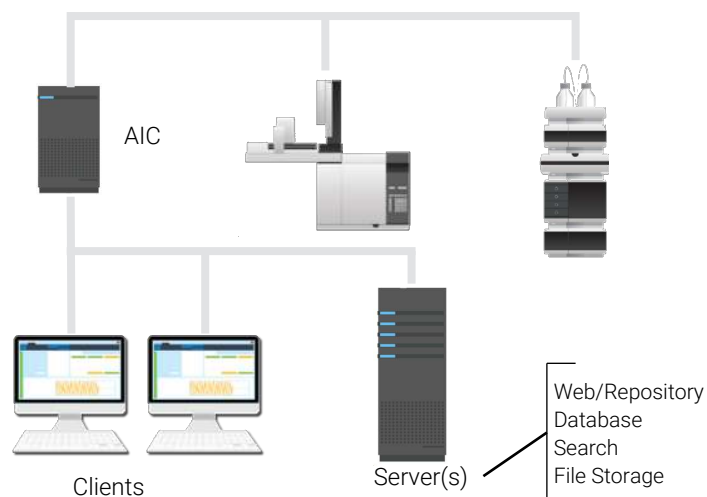 AIC
Web/Repository
Database
Search
File Storage
Server(s)
Clients